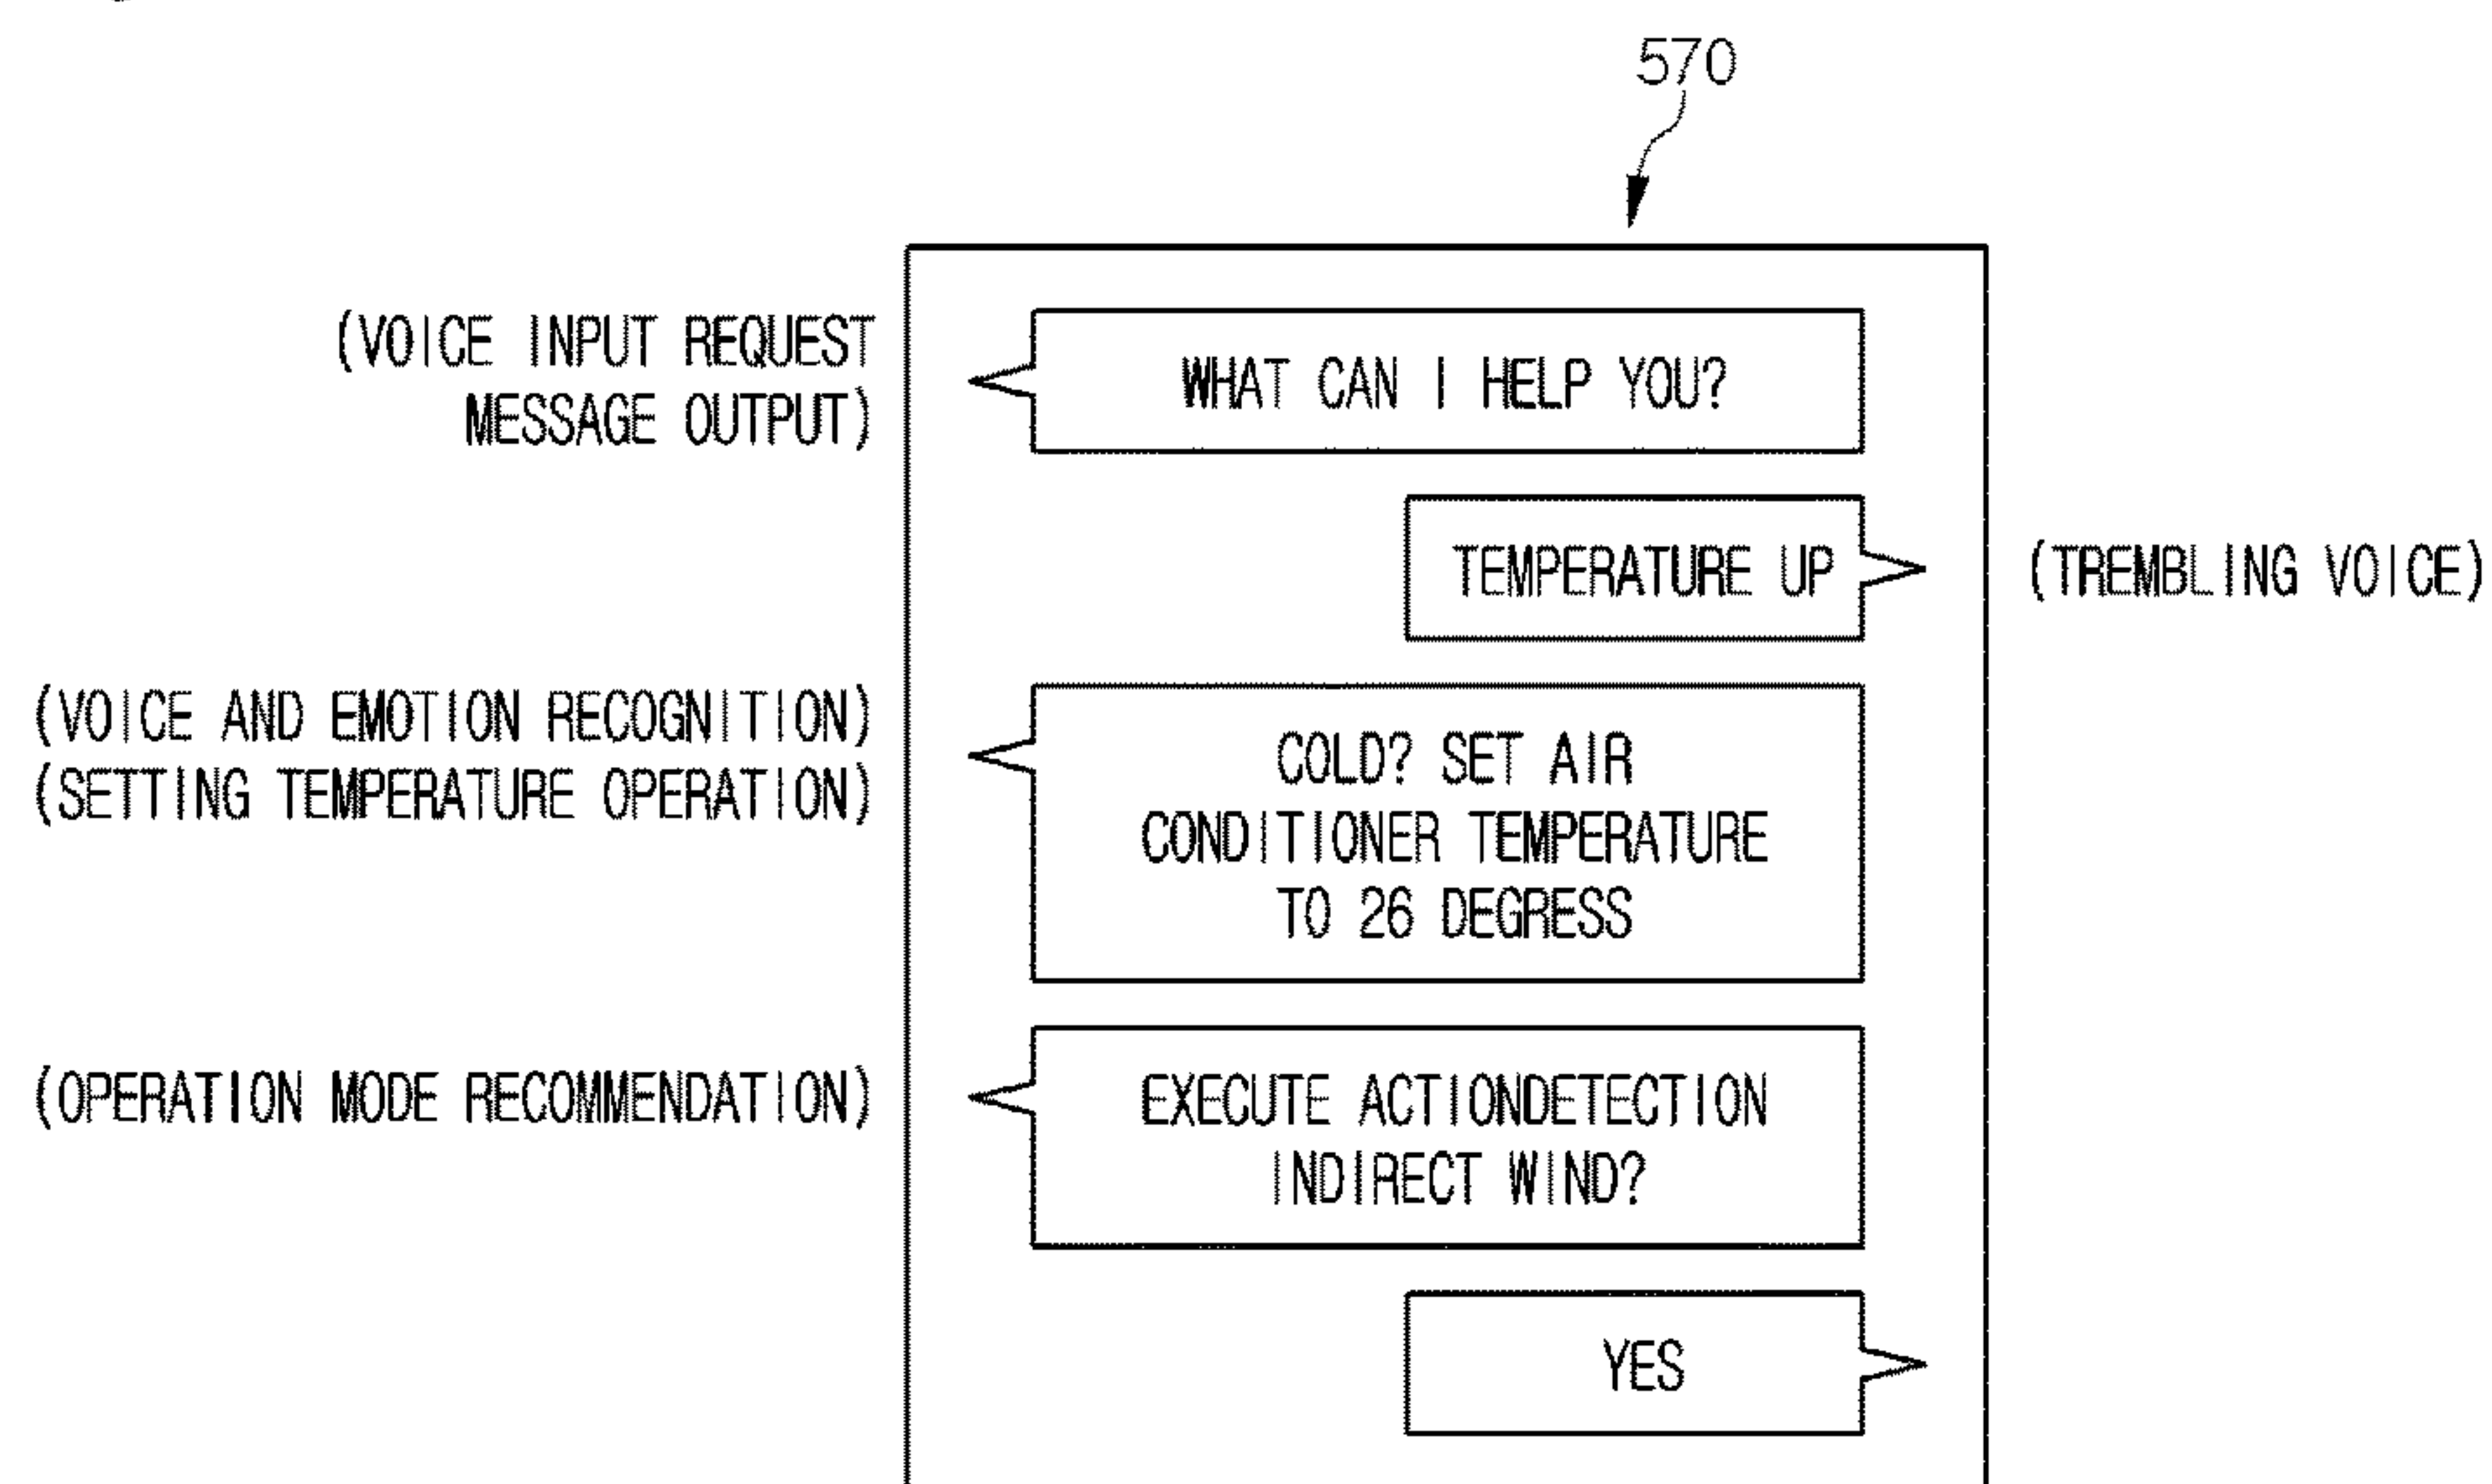 570
(VOICE INPUT REQUEST
MESSAGE OUTPUT)
WHAT CAN I HELP YOU?
TEMPERATURE UP
(TREMBLING VOICE)
(VOICE AND EMOTION RECOGNITION)
(SETTING TEMPERATURE OPERATION)
COLD? SET AIR
CONDITIONER TEMPERATURE
TO 26 DEGRESS
(OPERATION MODE RECOMMENDATION)
EXECUTE ACTIONDETECTION
INDIRECT WIND?
YES